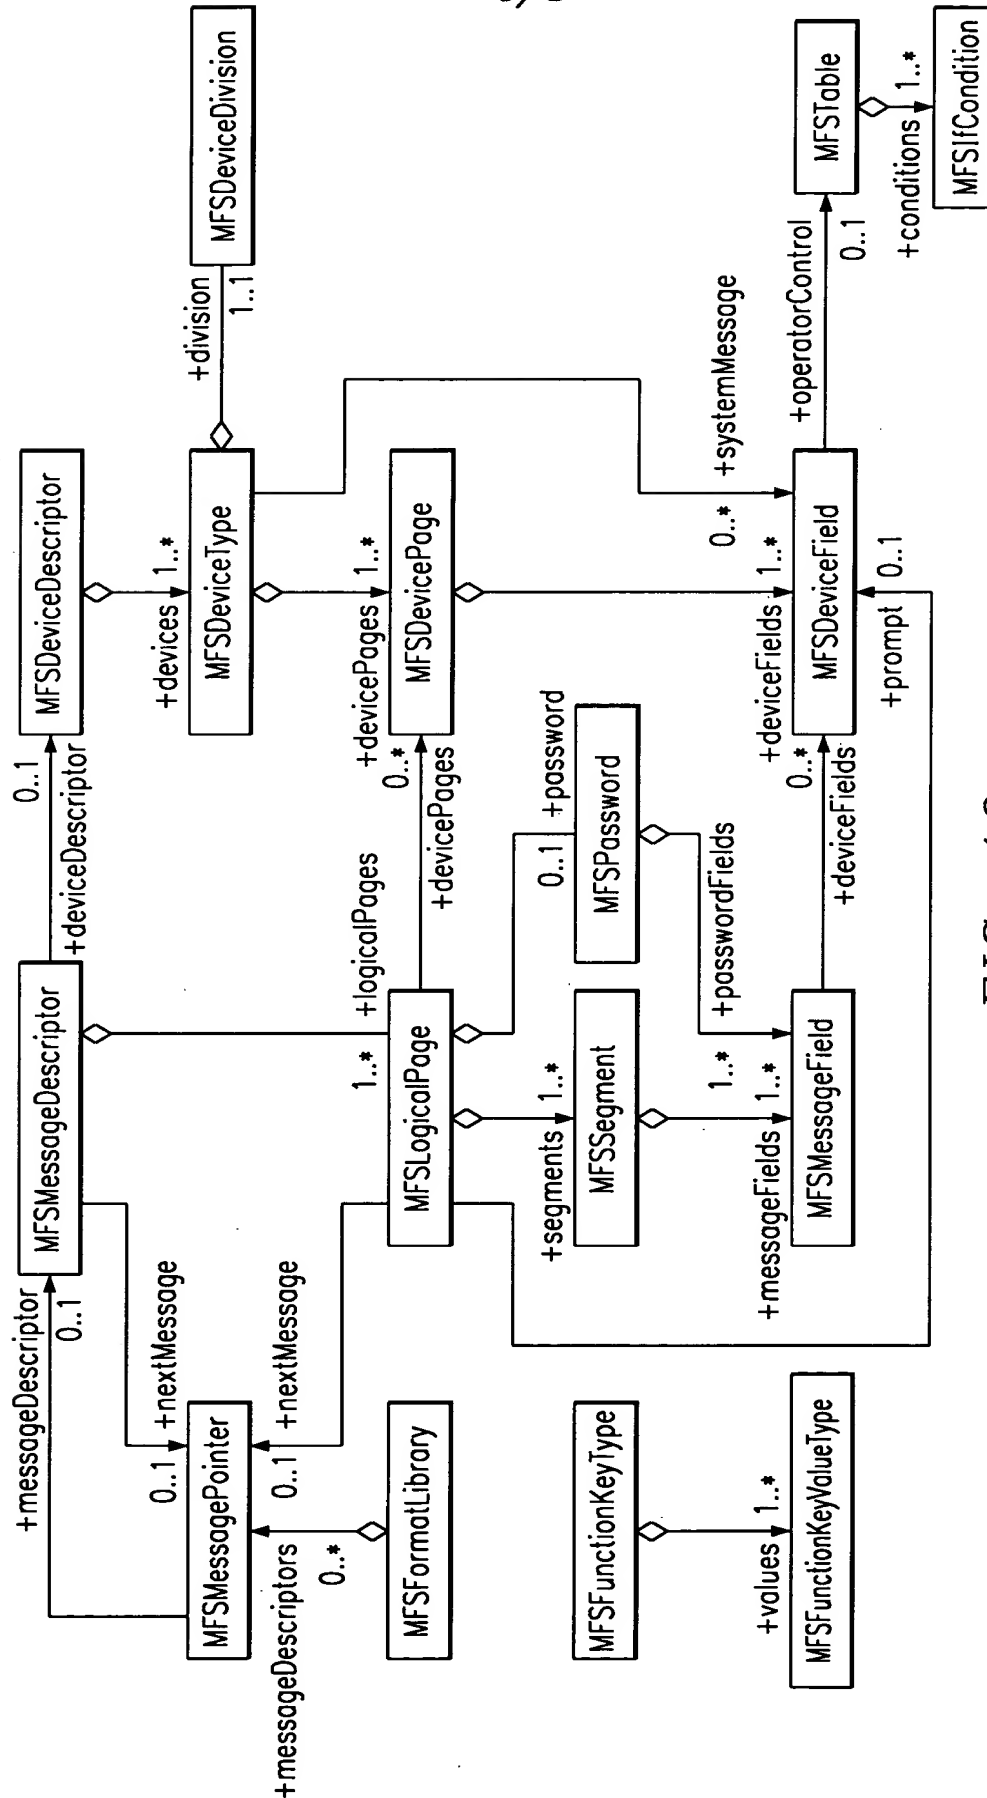 MFSMessagePointer
+messageDescriptor
0..1
MFSMessageDescriptor
+deviceDescriptor
0..1
MFSDeviceDescriptor
+nextMessage
0..1
+nextMessage
0..1
+messageDescriptors
0..*
MFSFormatLibrary
+logicalPages
1..*
MFSLogicalPage
+devicePages
0..*
+devices
1..*
MFSDeviceType
+division
1..1
MFSDeviceDivision
+devicePages
1..*
MFSDevicePage
+segments
1..*
MFSSegment
0..1
+password
MFSPassword
+passwordFields
1..*
+messageFields
1..*
MFSMessageField
+deviceFields
0..*
+deviceFields
1..*
+systemMessage
0..*
MFSDeviceField
+prompt
0..1
+operatorControl
0..1
MFSTable
+conditions
1..*
MFSIfCondition
MFSFunctionKeyType
+values
1..*
MFSFunctionKeyValueType